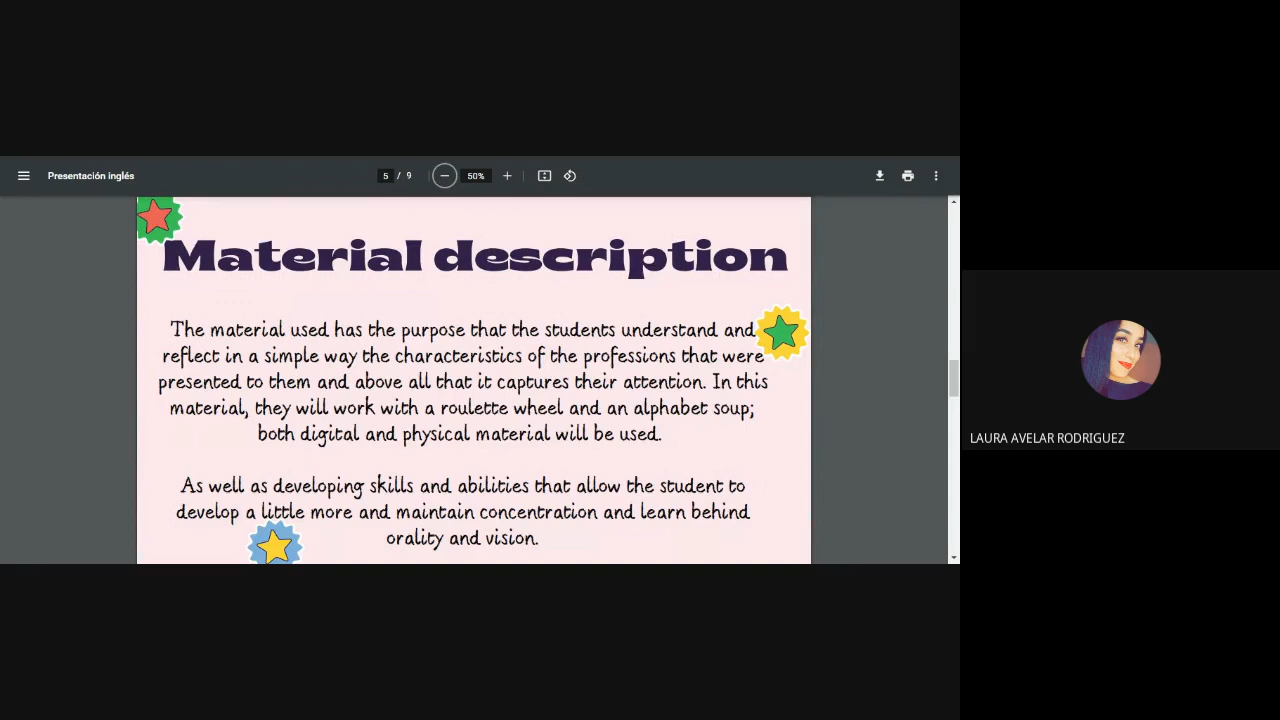 Presentación inglés
5 / 9
50%
Material description
The material used has the purpose that the students understand and
reflect in a simple way the characteristics of the professions that were
presented to them and above all that it captures their attention. In this
material, they will work with a roulette wheel and an alphabet soup;
both digital and physical material will be used.
As well as developing skills and abilities that allow the student to
develop a little more and maintain concentration and learn behind
orality and vision.
LAURA AVELAR RODRIGUEZ